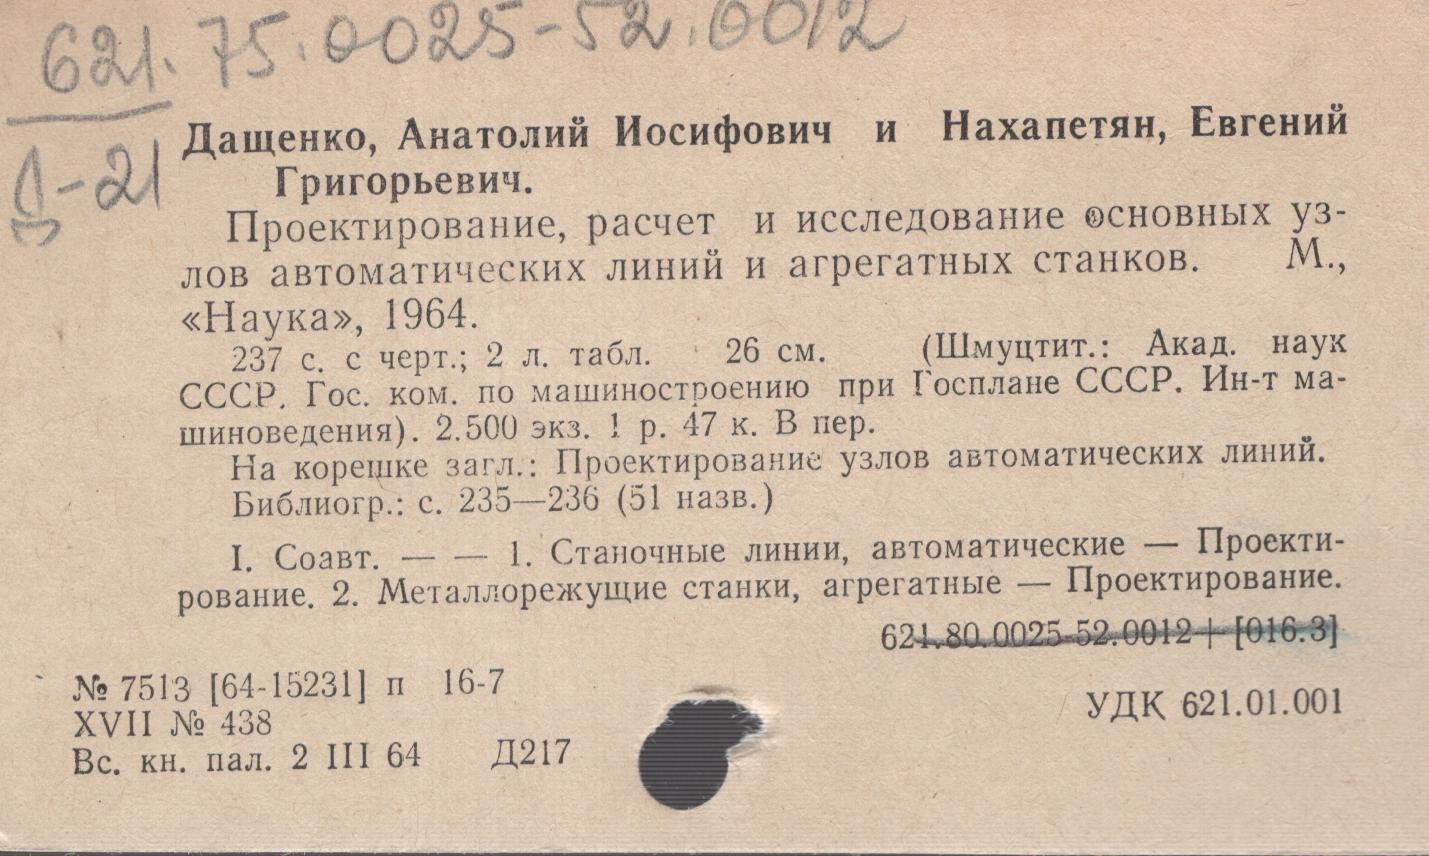 621.75.0025-52.0012
Д-21
Дащенко, Анатолий Иосифович и Нахапетян, Евгений
Григорьевич.
Проектирование, расчет и исследование основных уз-
лов автоматических линий и агрегатных станков. М.,
«Наука», 1964.
237 с. с черт.; 2 л. табл. 26 см. (Шмуцтит.: Акад. наук
СССР. Гос. ком. по машиностроению при Госплане СССР. Ин-т ма-
шиноведения). 2.500 экз. 1 р. 47 к. В пер.
На корешке загл.: Проектирование узлов автоматических линий.
Библиогр.: с. 235—236 (51 назв.)
I. Соавт. — — 1. Станочные линии, автоматические — Проекти-
рование. 2. Металлорежущие станки, агрегатные — Проектирование.
621.80.0025-52.0012+[016.3]
№ 7513 [64-15231] п 16-7
XVII № 438
Вс. кн. пал. 2 III 64 Д217
УДК 621.01.001